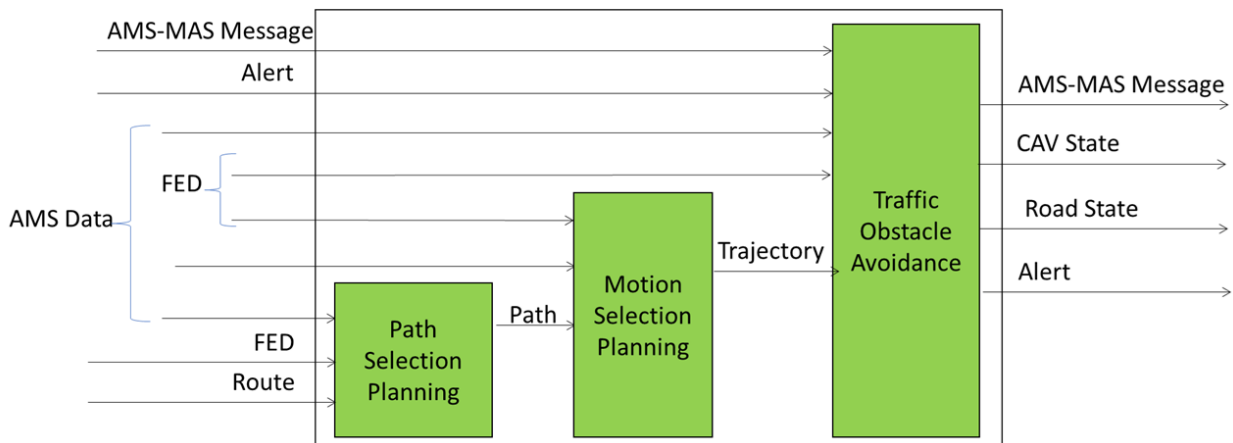 AMS-MAS Message
Alert
FED
AMS Data
FED
Route
Path
Selection
Planning
Path
Motion
Selection
Planning
Trajectory
Traffic
Obstacle
Avoidance
AMS-MAS Message
CAV State
Road State
Alert